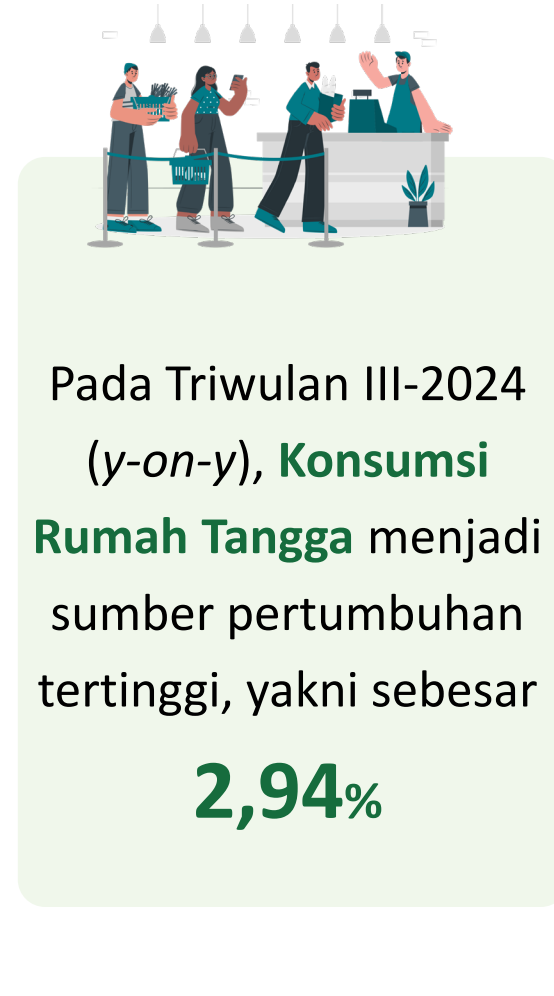 Pada Triwulan III-2024
(y-on-y), Konsumsi
Rumah Tangga menjadi
sumber pertumbuhan
tertinggi, yakni sebesar
2,94%